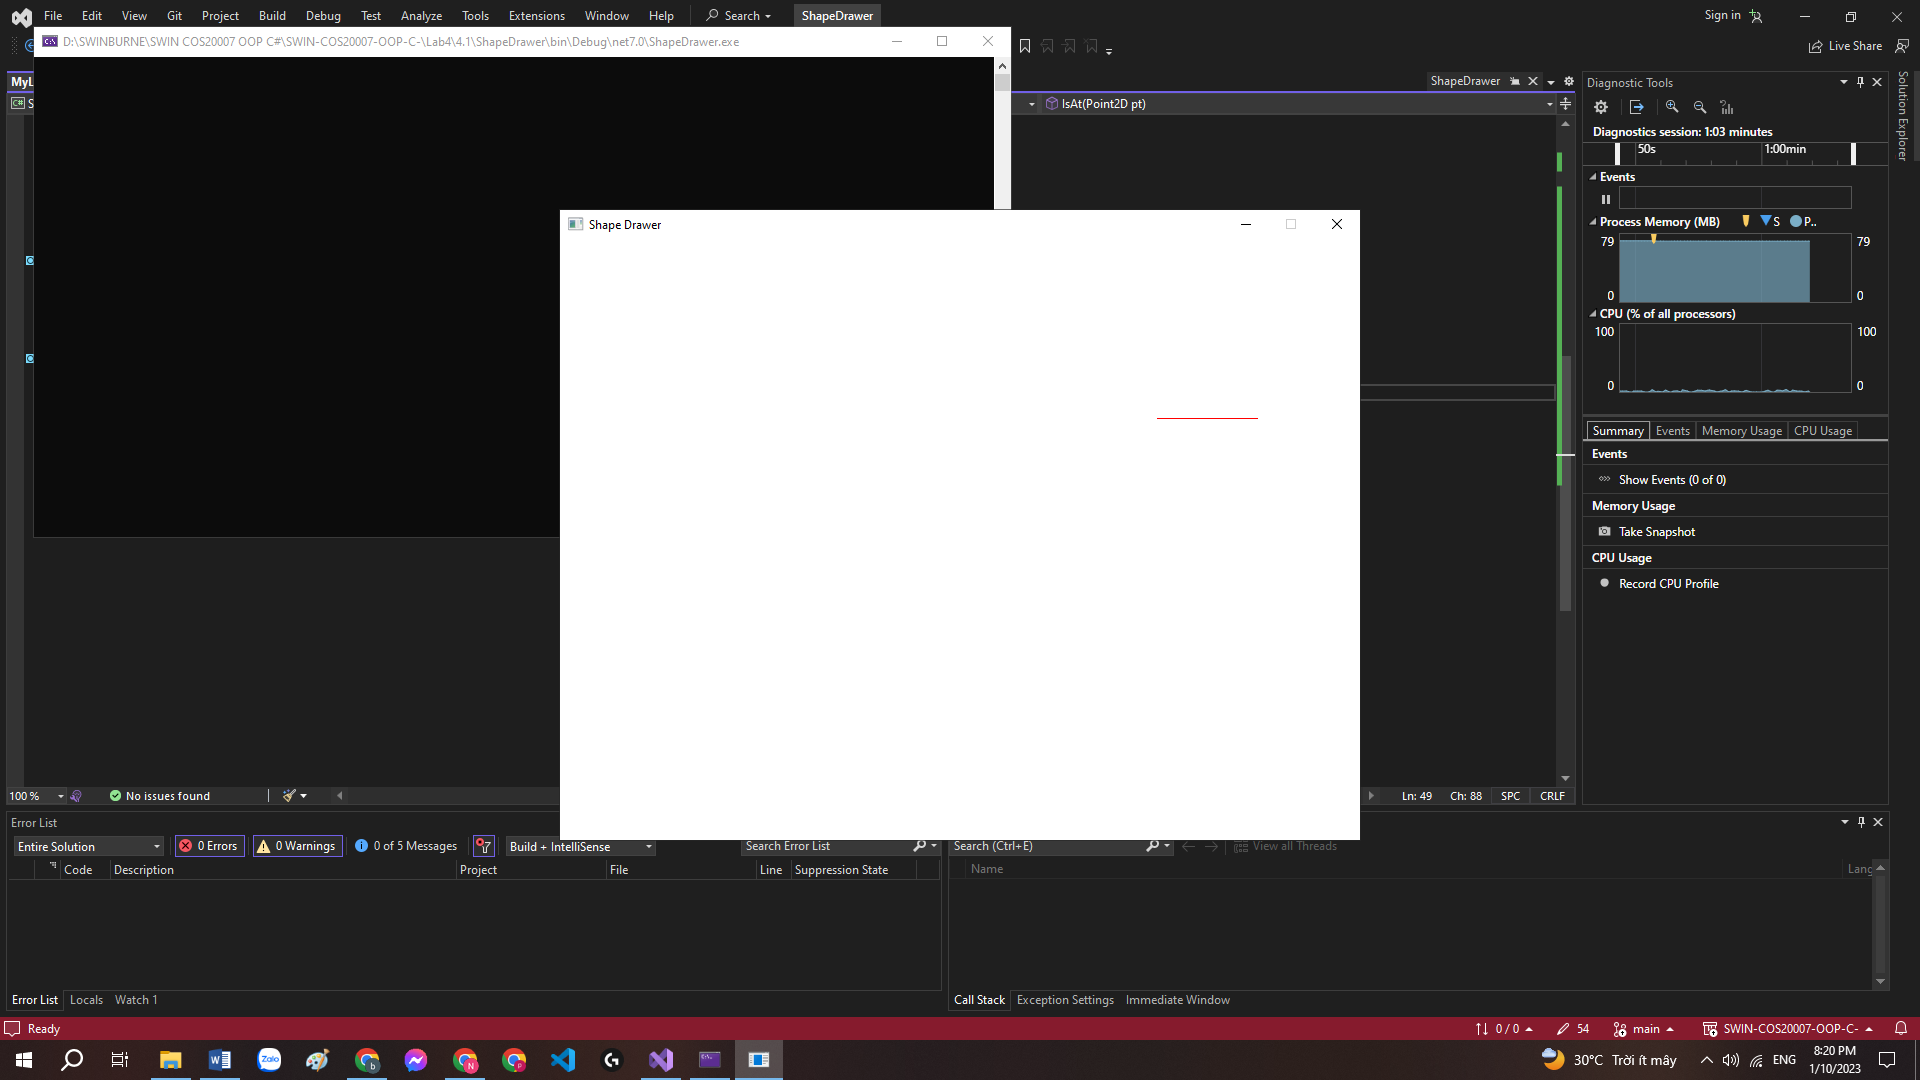 File Edit View Git Project Build Debug Test Analyze Tools Extensions Window Help Search ShapeDrawer Sign in
D:\SWINBURNE\SWIN COS20007 OOP C#\SWIN-COS20007-OOP-C-\Lab4\4.1\ShapeDrawer\bin\Debug\net7.0\ShapeDrawer.exe
Live Share
MyL
ShapeDrawer
Diagnostic Tools
Solution Explorer
C# S
IsAt(Point2D pt)
Diagnostics session: 1:03 minutes
50s 1:00min
Events
Process Memory (MB) S P..
79 79
0 0
CPU (% of all processors)
100 100
0 0
Summary Events Memory Usage CPU Usage
Events
Show Events (0 of 0)
Memory Usage
Take Snapshot
CPU Usage
Record CPU Profile
Shape Drawer
100 % No issues found Ln: 49 Ch: 88 SPC CRLF
Error List
Entire Solution 0 Errors 0 Warnings 0 of 5 Messages Build + IntelliSense Search Error List
Code Description Project File Line Suppression State
Search (Ctrl+E) View all Threads
Name Lang
Error List Locals Watch 1
Call Stack Exception Settings Immediate Window
Ready 0 / 0 54 main SWIN-COS20007-OOP-C-
Zalo
30°C Trời ít mây ENG 8:20 PM
1/10/2023